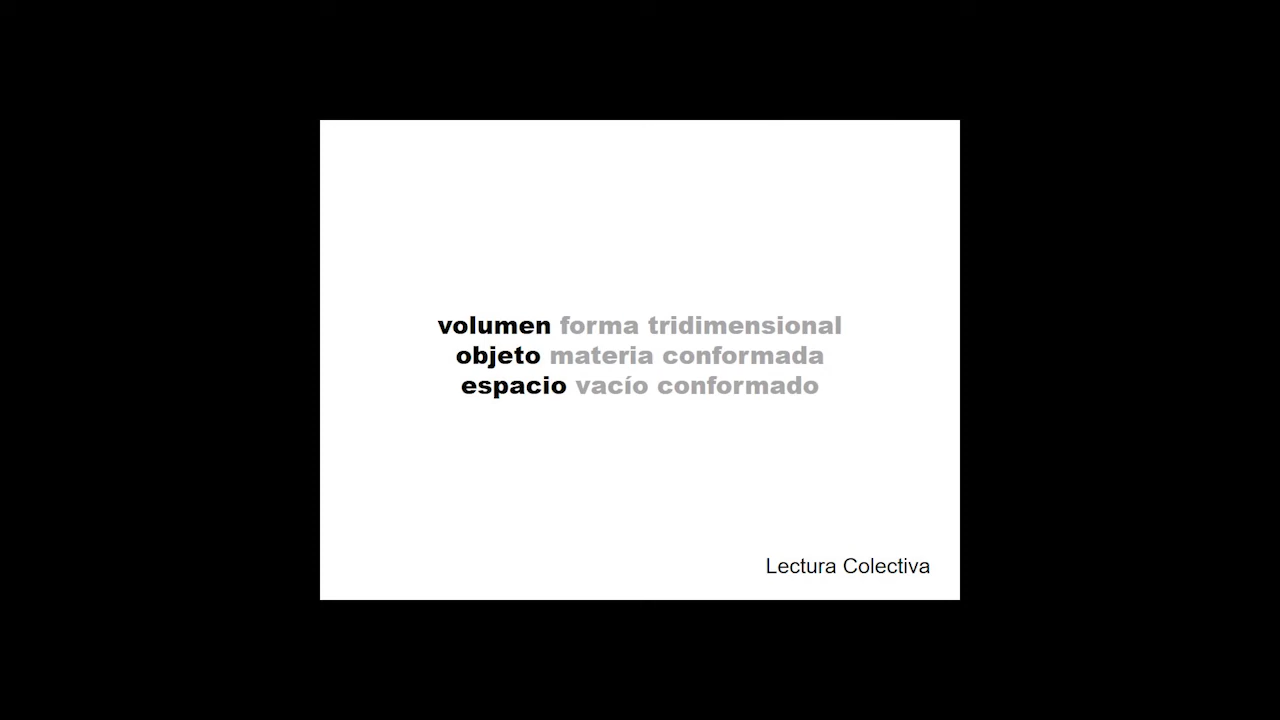 volumen forma tridimensional
objeto materia conformada
espacio vacío conformado
Lectura Colectiva